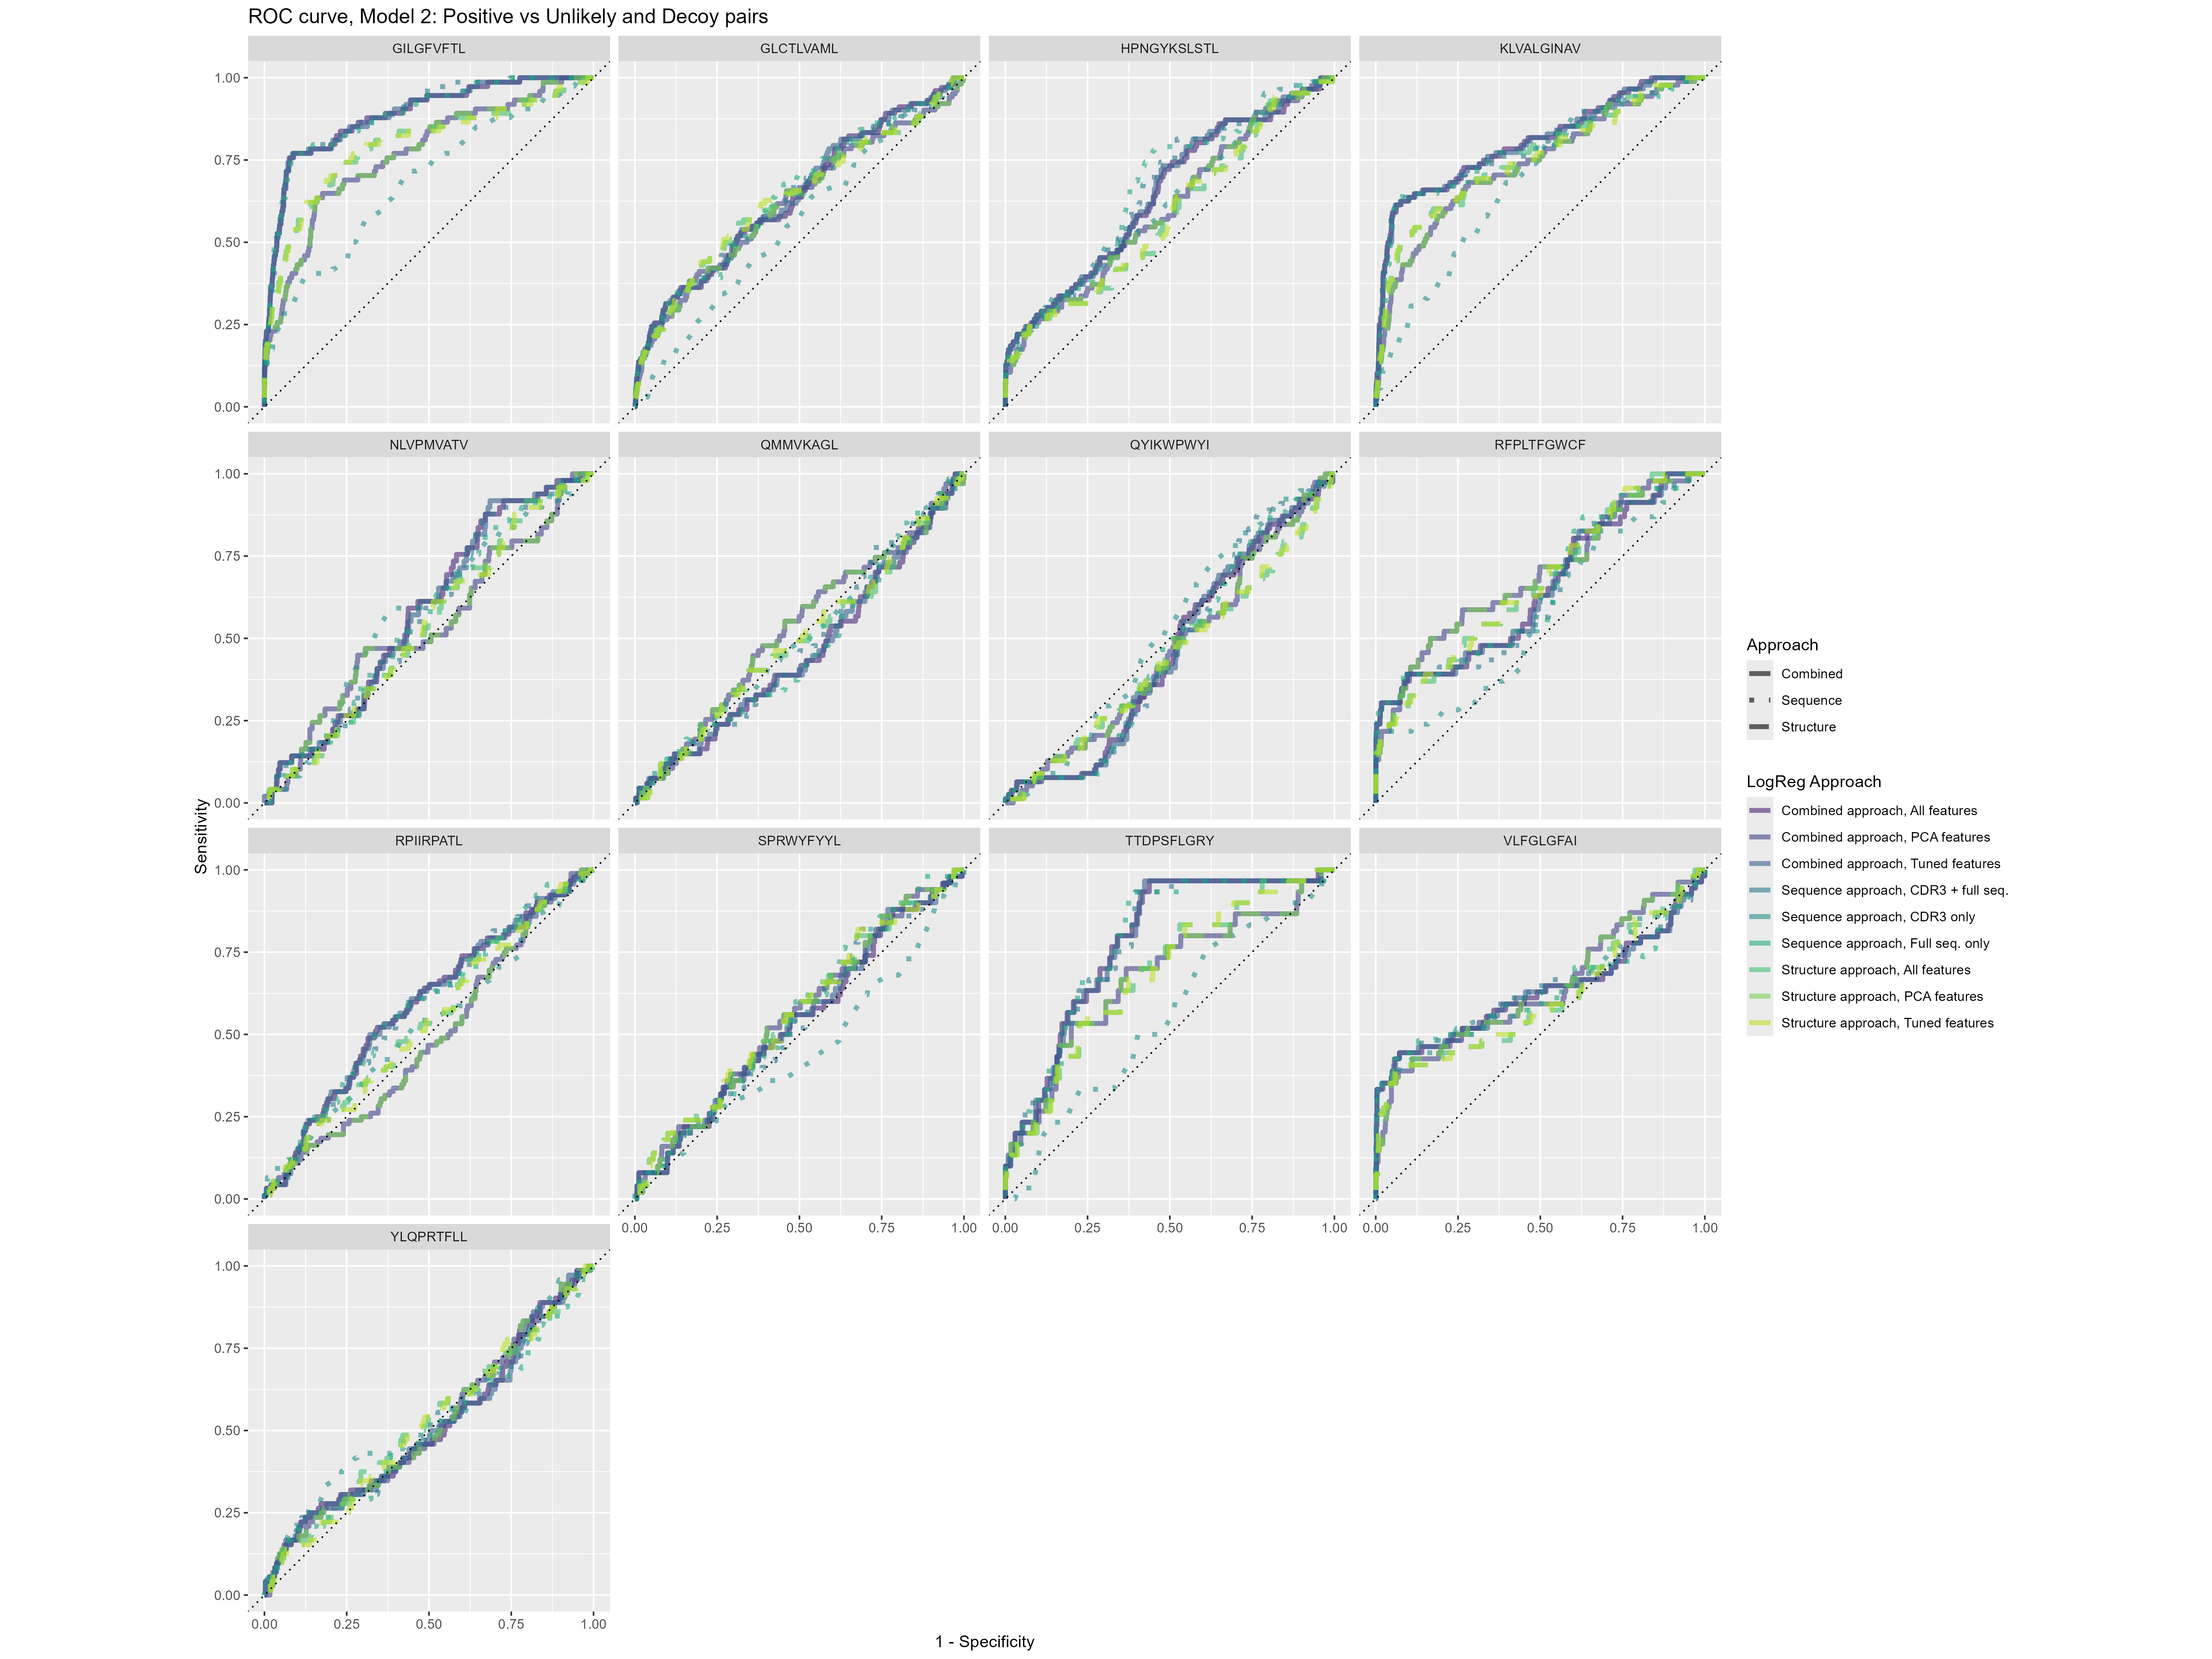 ROC curve, Model 2: Positive vs Unlikely and Decoy pairs
GILGFVFTL
GLCTLVAML
HPNGYKSLSTL
KLVALGINAV
1.00
0.75
0.50
0.25
0.00
NLVPMVATV
QMMVKAGL
QYIKWPWYI
RFPLTFGWCF
1.00
0.75
0.50
0.25
0.00
RPIIRPATL
SPRWYFYYL
TTDPSFLGRY
VLFGLGFAI
1.00
0.75
0.50
0.25
0.00
0.00 0.25 0.50 0.75 1.00
0.00 0.25 0.50 0.75 1.00
0.00 0.25 0.50 0.75 1.00
YLQPRTFLL
1.00
0.75
0.50
0.25
0.00
0.00 0.25 0.50 0.75 1.00
Sensitivity
1 - Specificity
Approach
Combined
Sequence
Structure
LogReg Approach
Combined approach, All features
Combined approach, PCA features
Combined approach, Tuned features
Sequence approach, CDR3 + full seq.
Sequence approach, CDR3 only
Sequence approach, Full seq. only
Structure approach, All features
Structure approach, PCA features
Structure approach, Tuned features